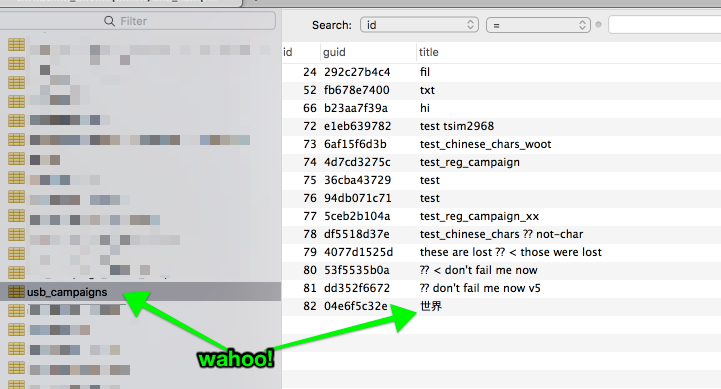 Filter
Search: id =
id guid title
24 292c27b4c4 fil
52 fb678e7400 txt
66 b23aa7f39a hi
72 e1eb639782 test tsim2968
73 6af15f6d3b test_chinese_chars_woot
74 4d7cd3275c test_reg_campaign
75 36cba43729 test
76 94db071c71 test
77 5ceb2b104a test_reg_campaign_xx
78 df5518d37e test_chinese_chars ?? not-char
79 4077d1525d these are lost ?? < those were lost
80 53f5535b0a ?? < don't fail me now
81 dd352f6672 ?? don't fail me now v5
usb_campaigns
82 04e6f5c32e 世界
wahoo!